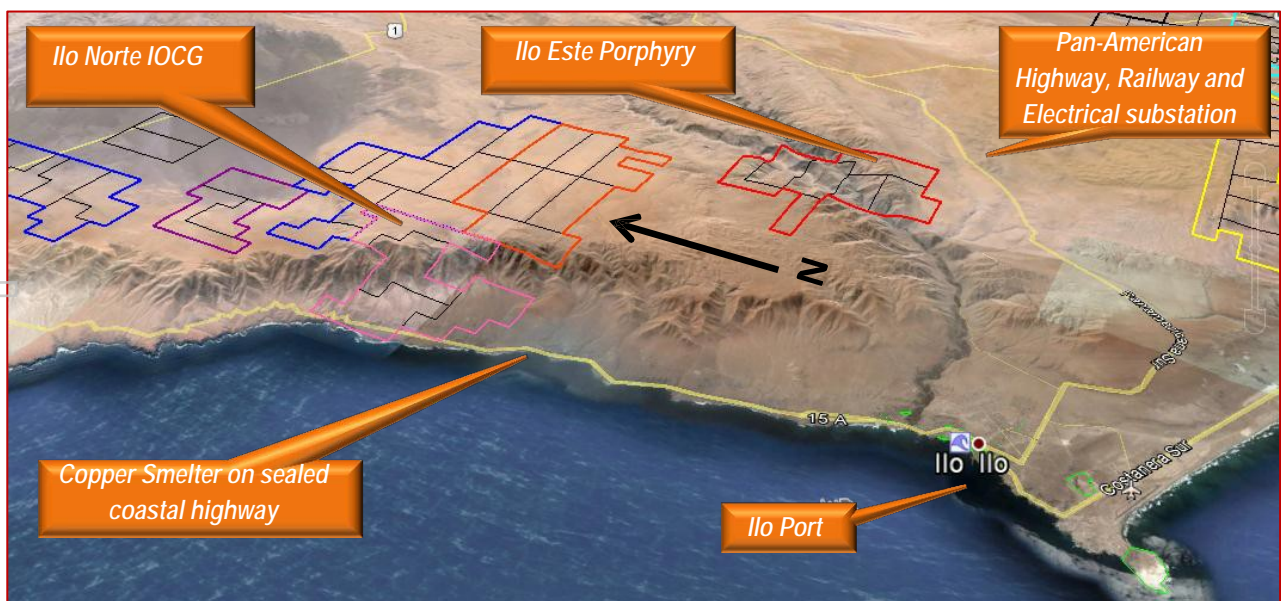 1
Ilo Norte IOCG
Ilo Este Porphyry
Pan-American
Highway, Railway and
Electrical substation
N
15 A
Ilo Ilo
Costanera Sur
Copper Smelter on sealed
coastal highway
Ilo Port